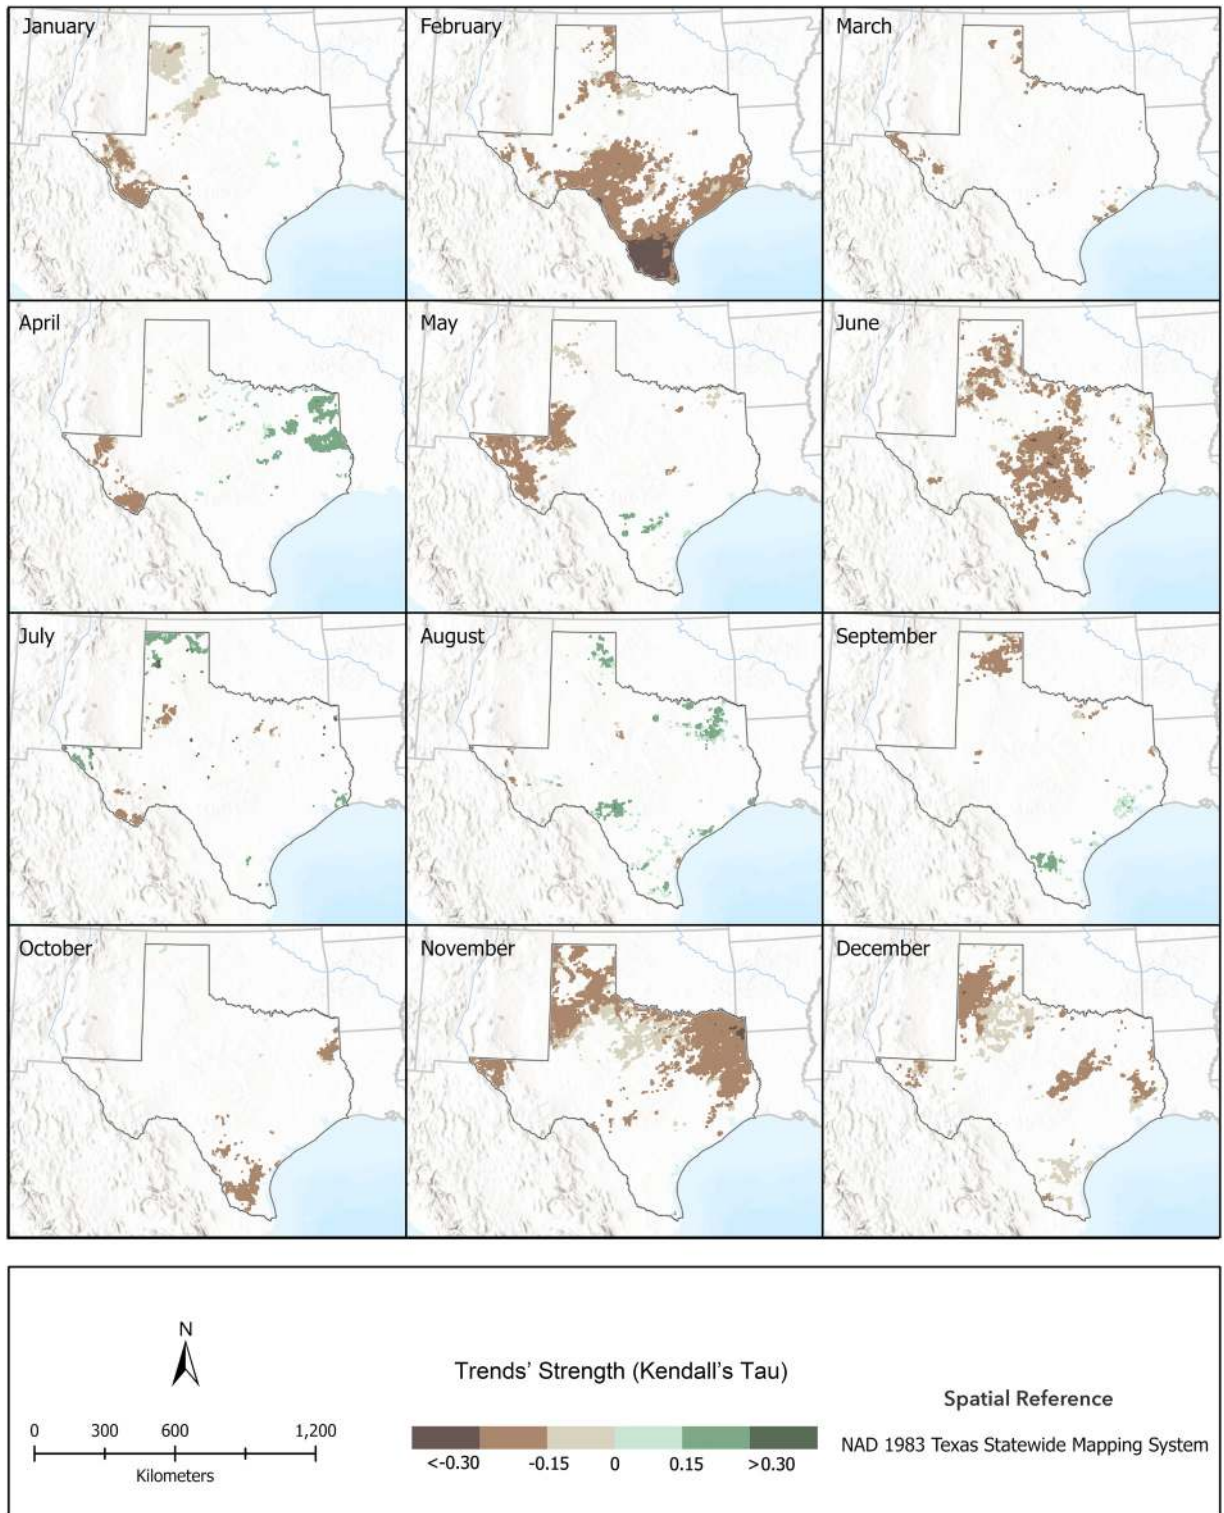 January
February
March
April
May
June
July
August
September
October
November
December
N
0 300 600 1,200
Kilometers
Trends' Strength (Kendall's Tau)
<-0.30 -0.15 0 0.15 >0.30
Spatial Reference
NAD 1983 Texas Statewide Mapping System